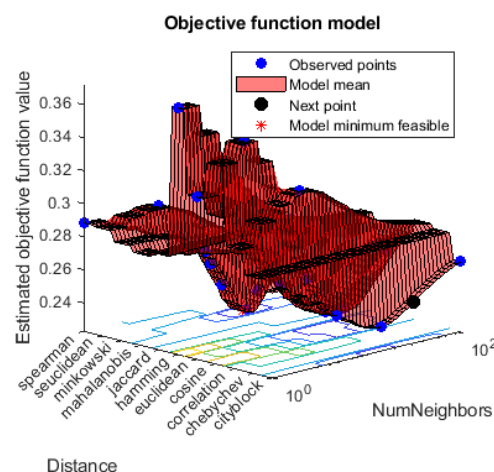 Objective function model
Observed points
Model mean
Next point
Model minimum feasible
Estimated objective function value
0.36
0.34
0.32
0.3
0.28
0.26
0.24
spearman
seuclidean
minkowski
mahalanobis
jaccard
hamming
euclidean
cosine
correlation
chebychev
cityblock
10^0
10^2
NumNeighbors
Distance